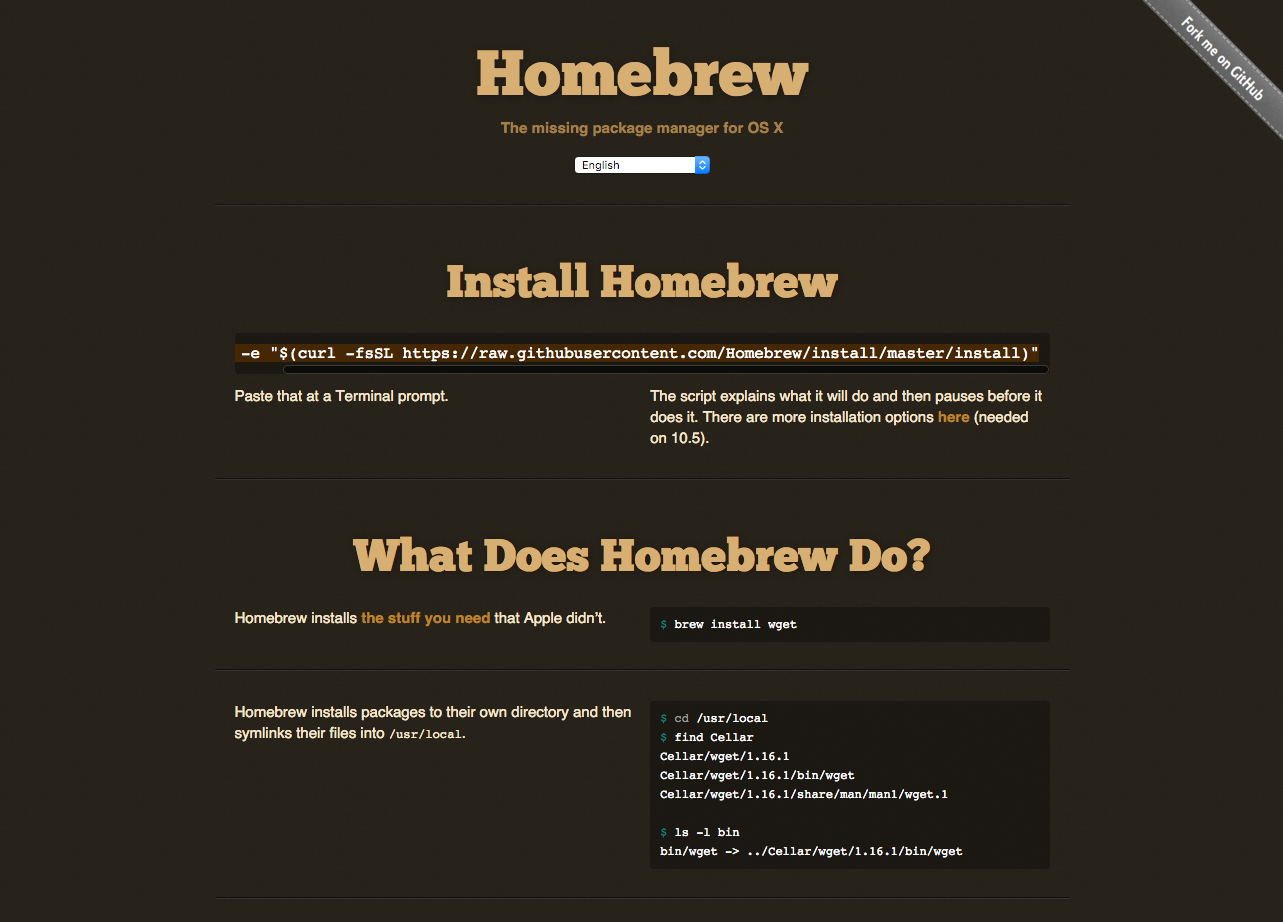 Fork me on GitHub
Homebrew
The missing package manager for OS X
English
Install Homebrew
-e "$(curl -fsSL https://raw.githubusercontent.com/Homebrew/install/master/install)"
Paste that at a Terminal prompt.
The script explains what it will do and then pauses before it
does it. There are more installation options here (needed
on 10.5).
What Does Homebrew Do?
Homebrew installs the stuff you need that Apple didn’t.
$ brew install wget
Homebrew installs packages to their own directory and then
symlinks their files into /usr/local.
$ cd /usr/local
$ find Cellar
Cellar/wget/1.16.1
Cellar/wget/1.16.1/bin/wget
Cellar/wget/1.16.1/share/man/man1/wget.1
$ ls -l bin
bin/wget -> ../Cellar/wget/1.16.1/bin/wget